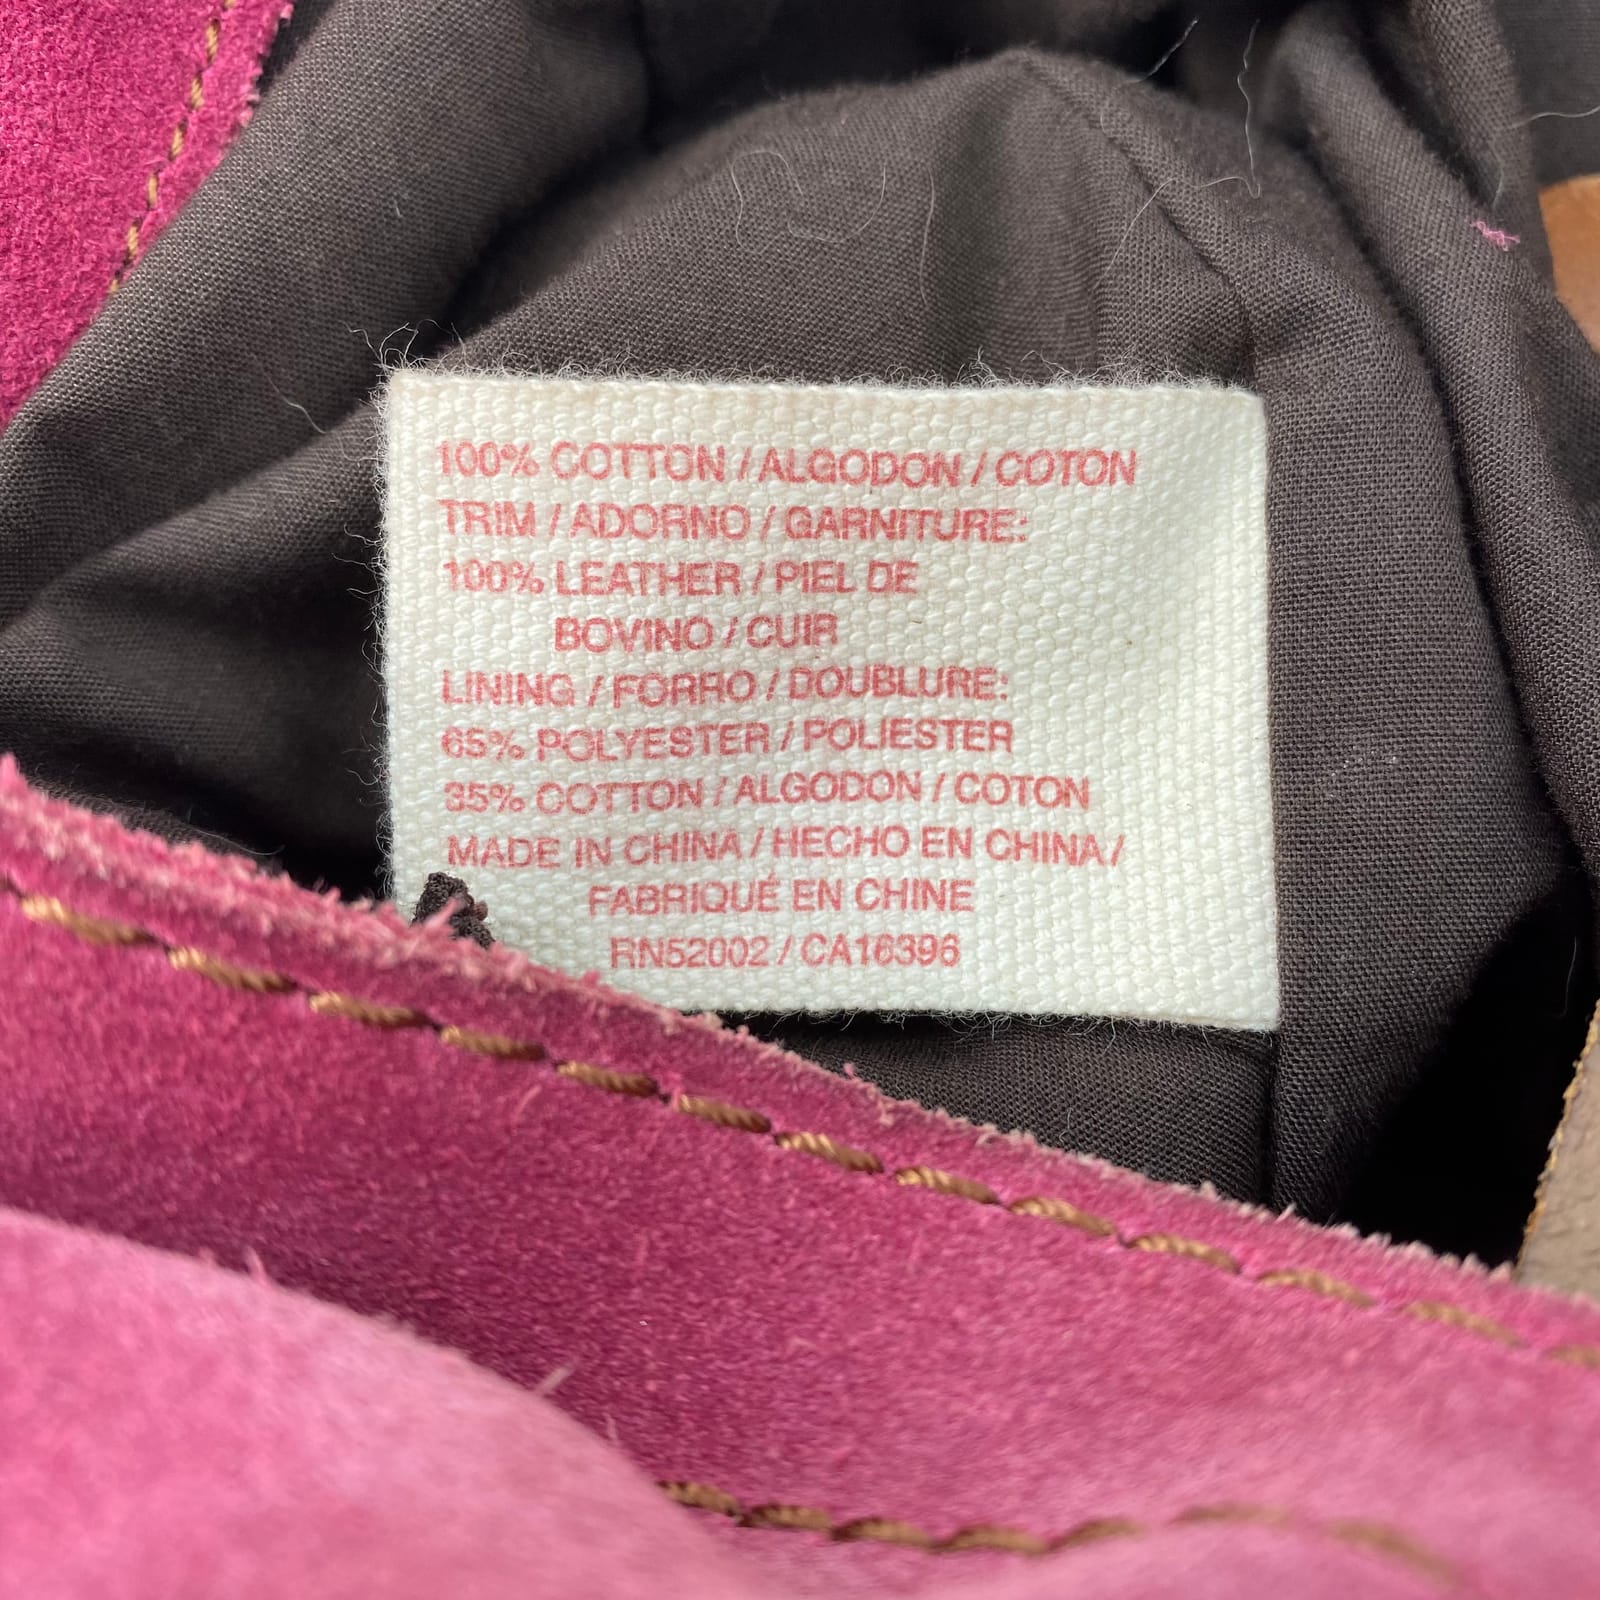 100% COTTON / ALGODON / COTON
TRIM / ADORNO / GARNITURE:
100% LEATHER / PIEL DE
BOVINO / CUIR
LINING / FORRO / DOUBLURE:
65% POLYESTER / POLIESTER
35% COTTON / ALGODON / COTON
MADE IN CHINA / HECHO EN CHINA /
FABRIQUÉ EN CHINE
RN52002 / CA16396